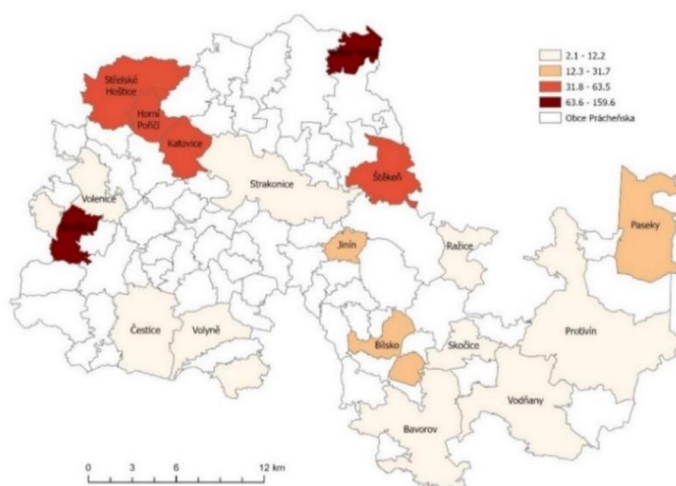 2.1 - 12.2
12.3 - 31.7
31.8 - 63.5
63.6 - 159.6
Obce Prácheňska
Střelské
Hoštice
Horní
Poříčí
Katovice
Strakonice
Štěkeň
Volenice
Paseky
Jinín
Ražice
Čestice
Volyně
Bílsko
Skočice
Protivín
Vodňany
Bavorov
0
3
6
12 km